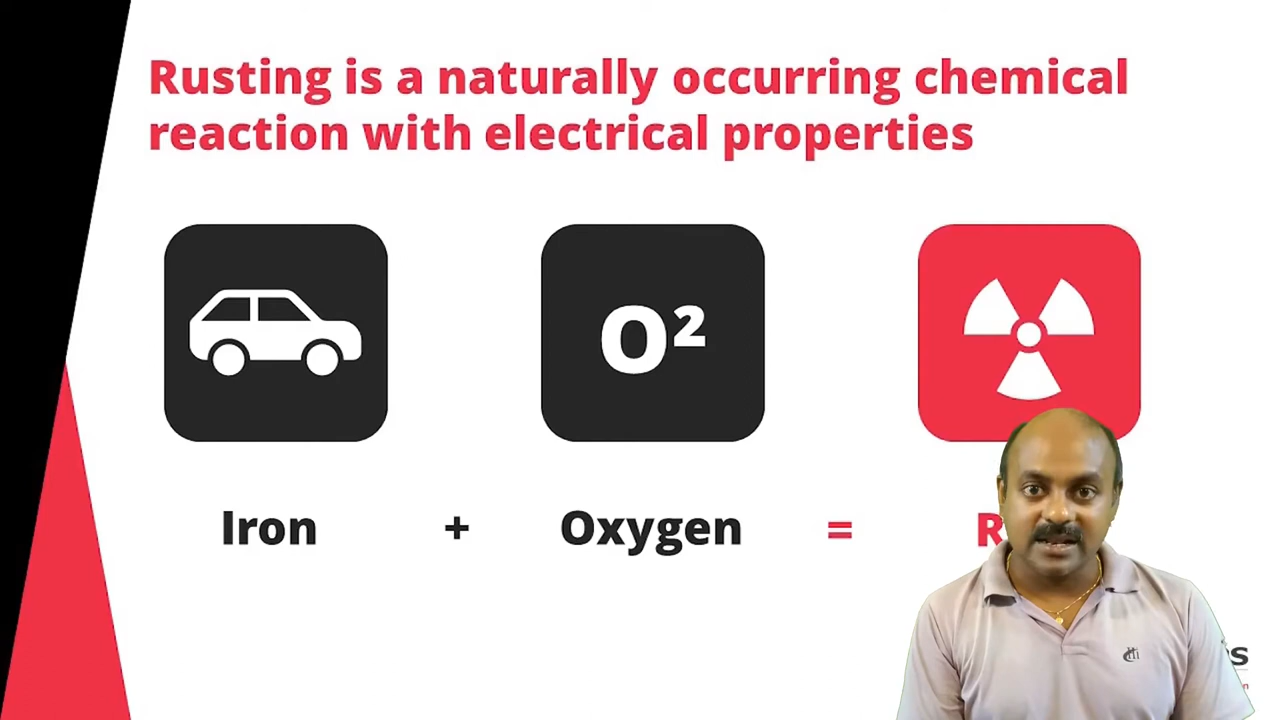 Rusting is a naturally occurring chemical
reaction with electrical properties
O²
Iron + Oxygen =